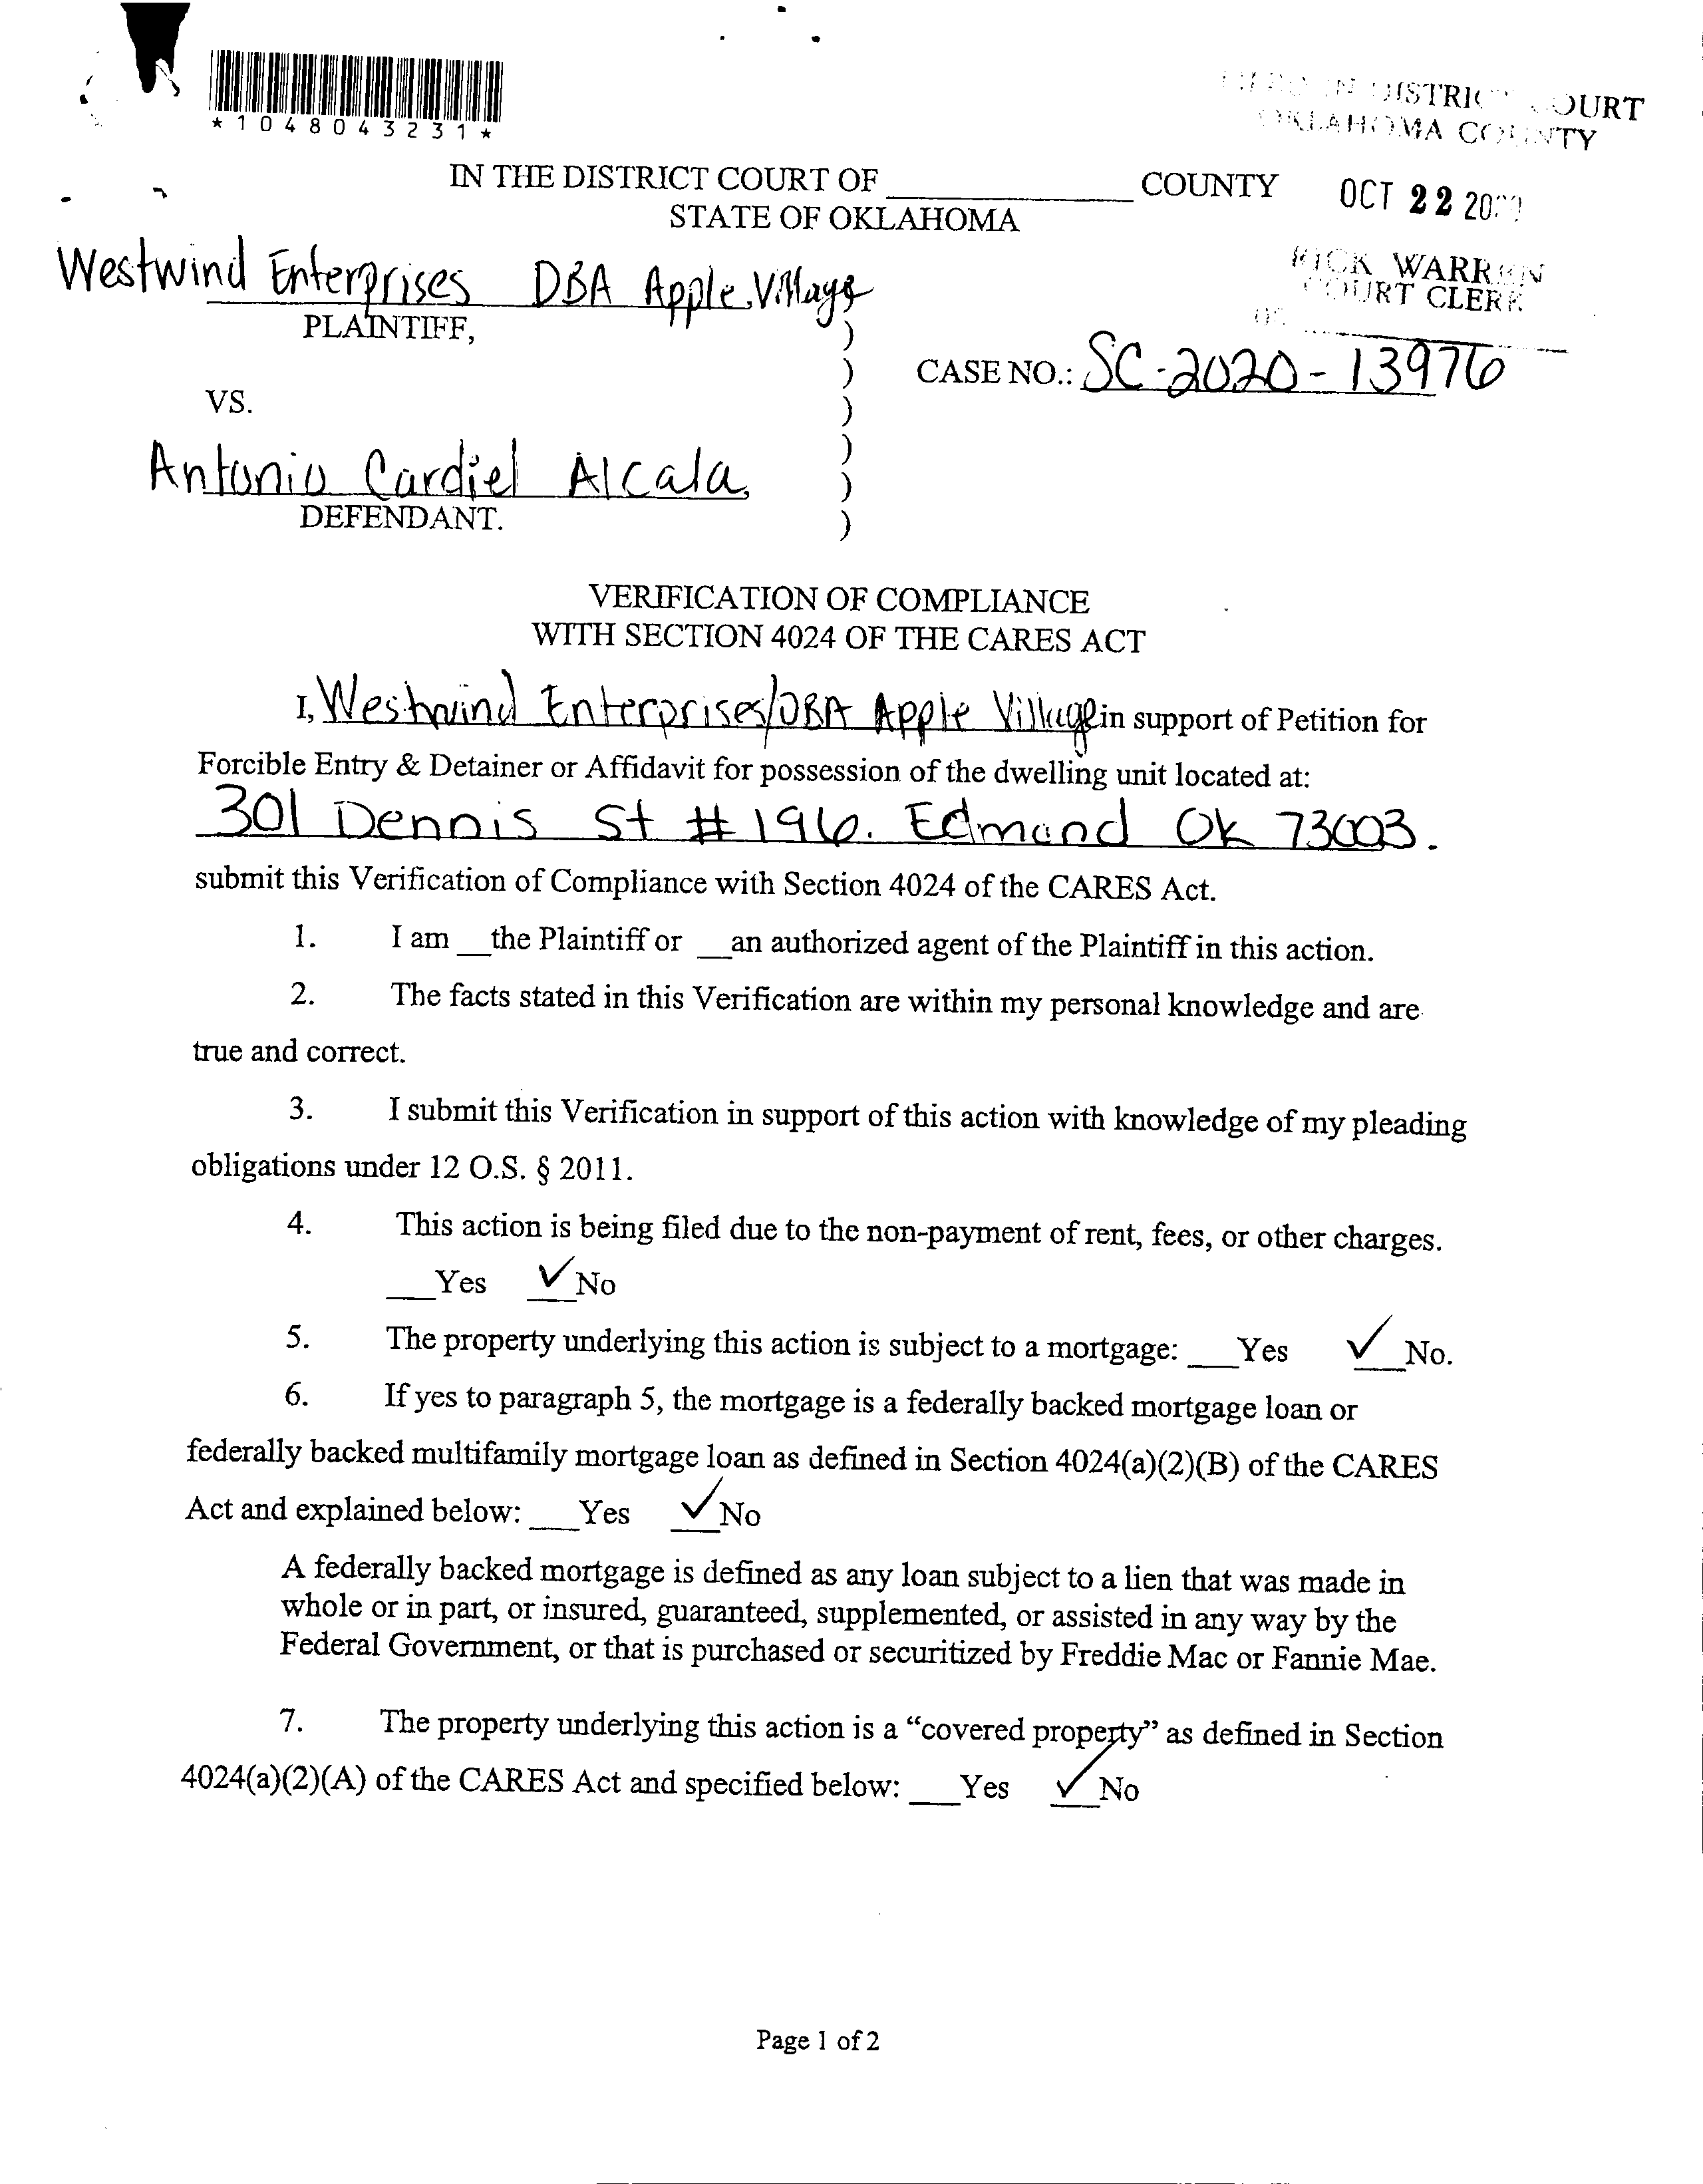 *1048043231*
DISTRICT COURT
OKLAHOMA COUNTY
IN THE DISTRICT COURT OF ____________ COUNTY
OCT 22 20
STATE OF OKLAHOMA
RICK WARREN
COURT CLERK
Westwind Enterprises DBA Apple Village
PLAINTIFF, )
)
CASE NO.: SC-2020-13976
VS. )
)
Antonio Cardiel Alcala, )
DEFENDANT. )
VERIFICATION OF COMPLIANCE
WITH SECTION 4024 OF THE CARES ACT
I, Westwind Enterprises/DBA Apple Village in support of Petition for
Forcible Entry & Detainer or Affidavit for possession of the dwelling unit located at:
301 Dennis St #196. Edmond Ok 73003.
submit this Verification of Compliance with Section 4024 of the CARES Act.
1. I am __the Plaintiff or __an authorized agent of the Plaintiff in this action.
2. The facts stated in this Verification are within my personal knowledge and are
true and correct.
3. I submit this Verification in support of this action with knowledge of my pleading
obligations under 12 O.S. § 2011.
4. This action is being filed due to the non-payment of rent, fees, or other charges.
___Yes ✓No
5. The property underlying this action is subject to a mortgage: ___Yes ✓No.
6. If yes to paragraph 5, the mortgage is a federally backed mortgage loan or
federally backed multifamily mortgage loan as defined in Section 4024(a)(2)(B) of the CARES
Act and explained below: ___Yes ✓No
A federally backed mortgage is defined as any loan subject to a lien that was made in
whole or in part, or insured, guaranteed, supplemented, or assisted in any way by the
Federal Government, or that is purchased or securitized by Freddie Mac or Fannie Mae.
7. The property underlying this action is a “covered property” as defined in Section
4024(a)(2)(A) of the CARES Act and specified below: ___Yes ✓No
Page 1 of 2